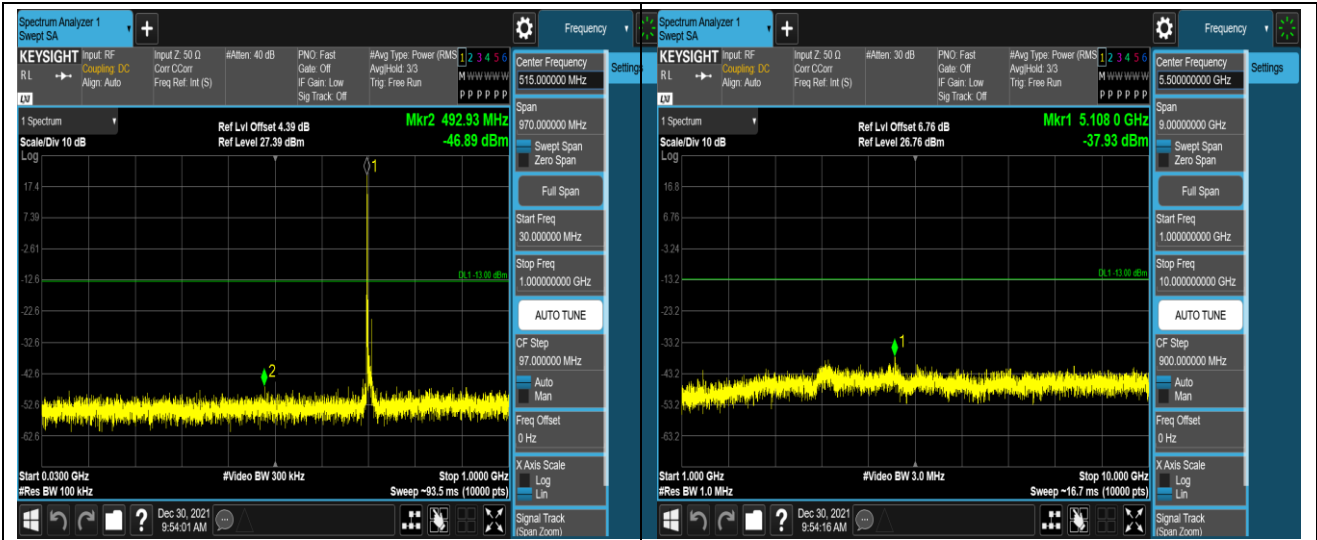 Spectrum Analyzer 1
Swept SA
+
Frequency
KEYSIGHT
RL
LXI
Input: RF
Coupling: DC
Align: Auto
Input Z: 50 Ω
Corr CCorr
Freq Ref: Int (S)
#Atten: 40 dB
PNO: Fast
Gate: Off
IF Gain: Low
Sig Track: Off
#Avg Type: Power (RMS
Avg|Hold: 3/3
Trig: Free Run
1 2 3 4 5 6
M W W W W W
P P P P P P
1 Spectrum
Scale/Div 10 dB
Log
Ref Lvl Offset 4.39 dB
Ref Level 27.39 dBm
Mkr2 492.93 MHz
-46.89 dBm
1
17.4
7.39
-2.61
DL1 -13.00 dBm
-12.6
-22.6
-32.6
-42.6
2
-52.6
-62.6
Start 0.0300 GHz
#Res BW 100 kHz
#Video BW 300 kHz
Stop 1.0000 GHz
Sweep ~93.5 ms (10000 pts)
Dec 30, 2021
9:54:01 AM
Center Frequency
515.000000 MHz
Settings
Span
970.000000 MHz
Swept Span
Zero Span
Full Span
Start Freq
30.000000 MHz
Stop Freq
1.000000000 GHz
AUTO TUNE
CF Step
97.000000 MHz
Auto
Man
Freq Offset
0 Hz
X Axis Scale
Log
Lin
Signal Track
(Span Zoom)
Spectrum Analyzer 1
Swept SA
+
Frequency
KEYSIGHT
RL
LXI
Input: RF
Coupling: DC
Align: Auto
Input Z: 50 Ω
Corr CCorr
Freq Ref: Int (S)
#Atten: 30 dB
PNO: Fast
Gate: Off
IF Gain: Low
Sig Track: Off
#Avg Type: Power (RMS
Avg|Hold: 3/3
Trig: Free Run
1 2 3 4 5 6
M W W W W W
P P P P P P
1 Spectrum
Scale/Div 10 dB
Log
Ref Lvl Offset 6.76 dB
Ref Level 26.76 dBm
Mkr1 5.108 0 GHz
-37.93 dBm
16.8
6.76
-3.24
DL1 -13.00 dBm
-13.2
-23.2
-33.2
1
-43.2
-53.2
-63.2
Start 1.000 GHz
#Res BW 1.0 MHz
#Video BW 3.0 MHz
Stop 10.000 GHz
Sweep ~16.7 ms (10000 pts)
Dec 30, 2021
9:54:16 AM
Center Frequency
5.500000000 GHz
Settings
Span
9.00000000 GHz
Swept Span
Zero Span
Full Span
Start Freq
1.000000000 GHz
Stop Freq
10.000000000 GHz
AUTO TUNE
CF Step
900.000000 MHz
Auto
Man
Freq Offset
0 Hz
X Axis Scale
Log
Lin
Signal Track
(Span Zoom)